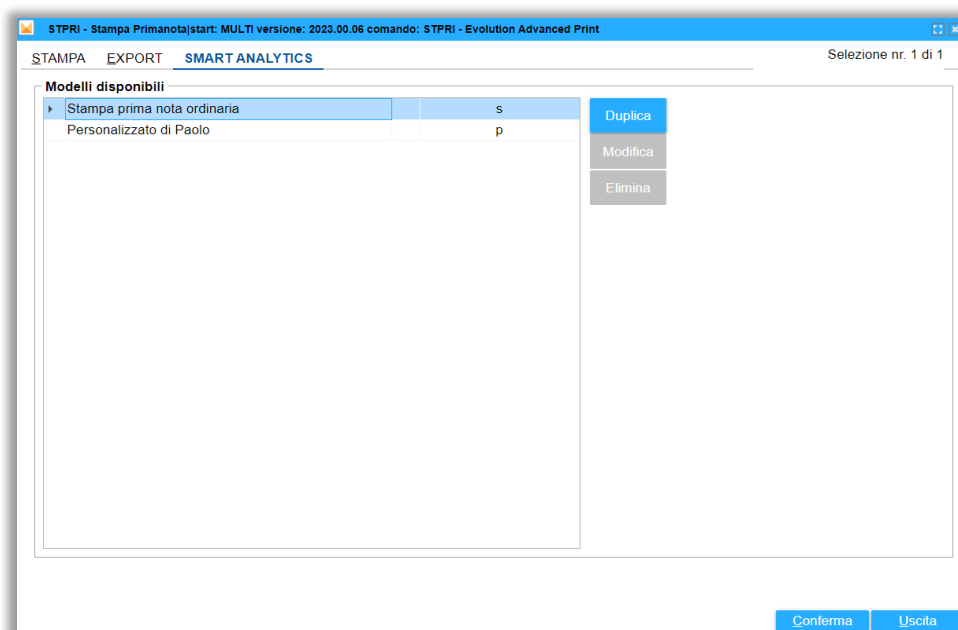 STPRI - Stampa Primanota|start: MULTI versione: 2023.00.06 comando: STPRI - Evolution Advanced Print
STAMPA EXPORT SMART ANALYTICS Selezione nr. 1 di 1
Modelli disponibili
Stampa prima nota ordinaria s Duplica
Personalizzato di Paolo p
Modifica
Elimina
Conferma Uscita